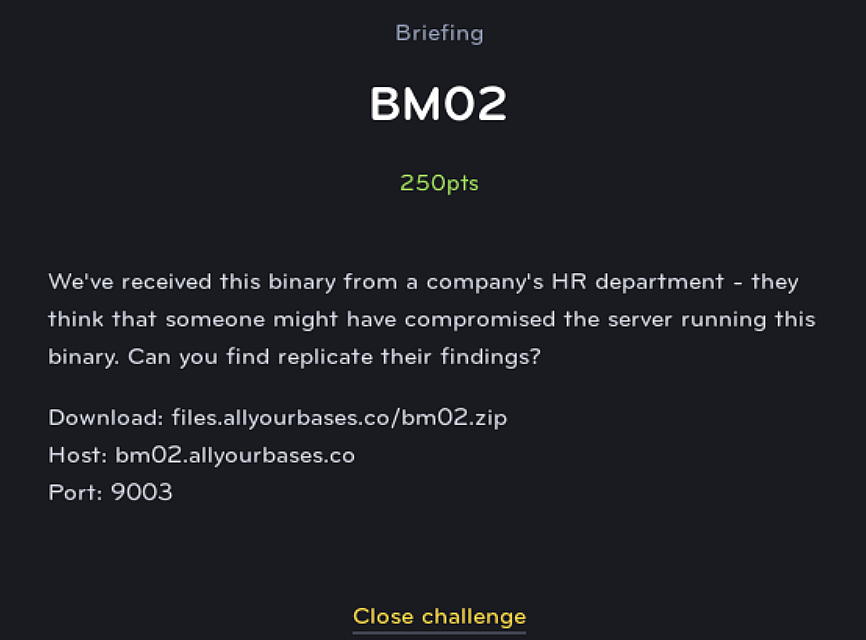 Briefing
BM02
250pts
We've received this binary from a company's HR department - they
think that someone might have compromised the server running this
binary. Can you find replicate their findings?
Download: files.allyourbases.co/bm02.zip
Host: bm02.allyourbases.co
Port: 9003
Close challenge